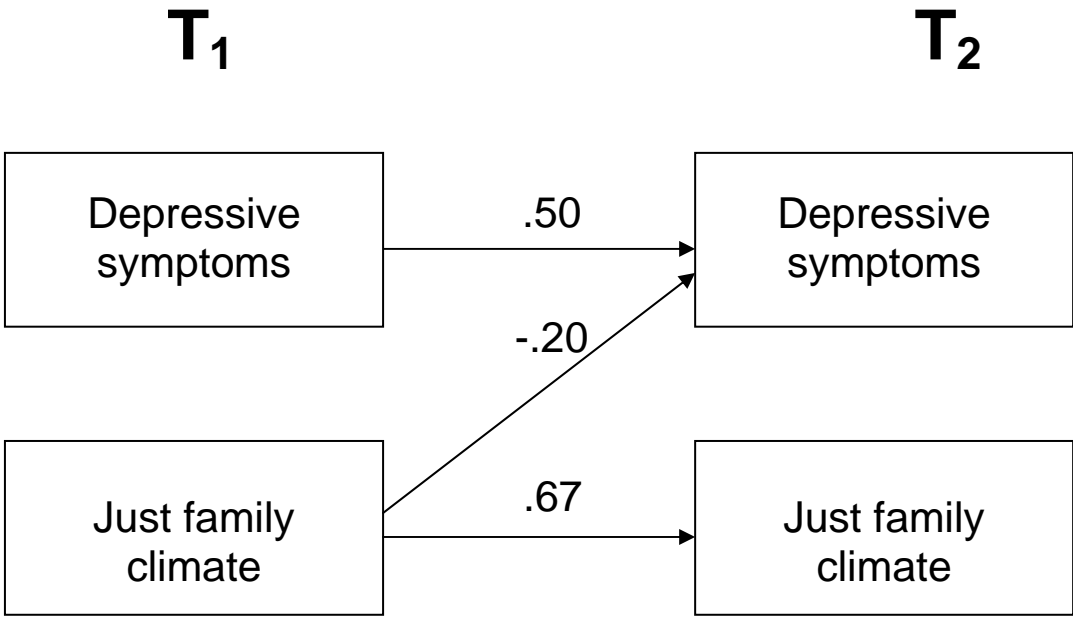 T₁
T₂
Depressive
symptoms
.50
Depressive
symptoms
-.20
Just family
climate
.67
Just family
climate